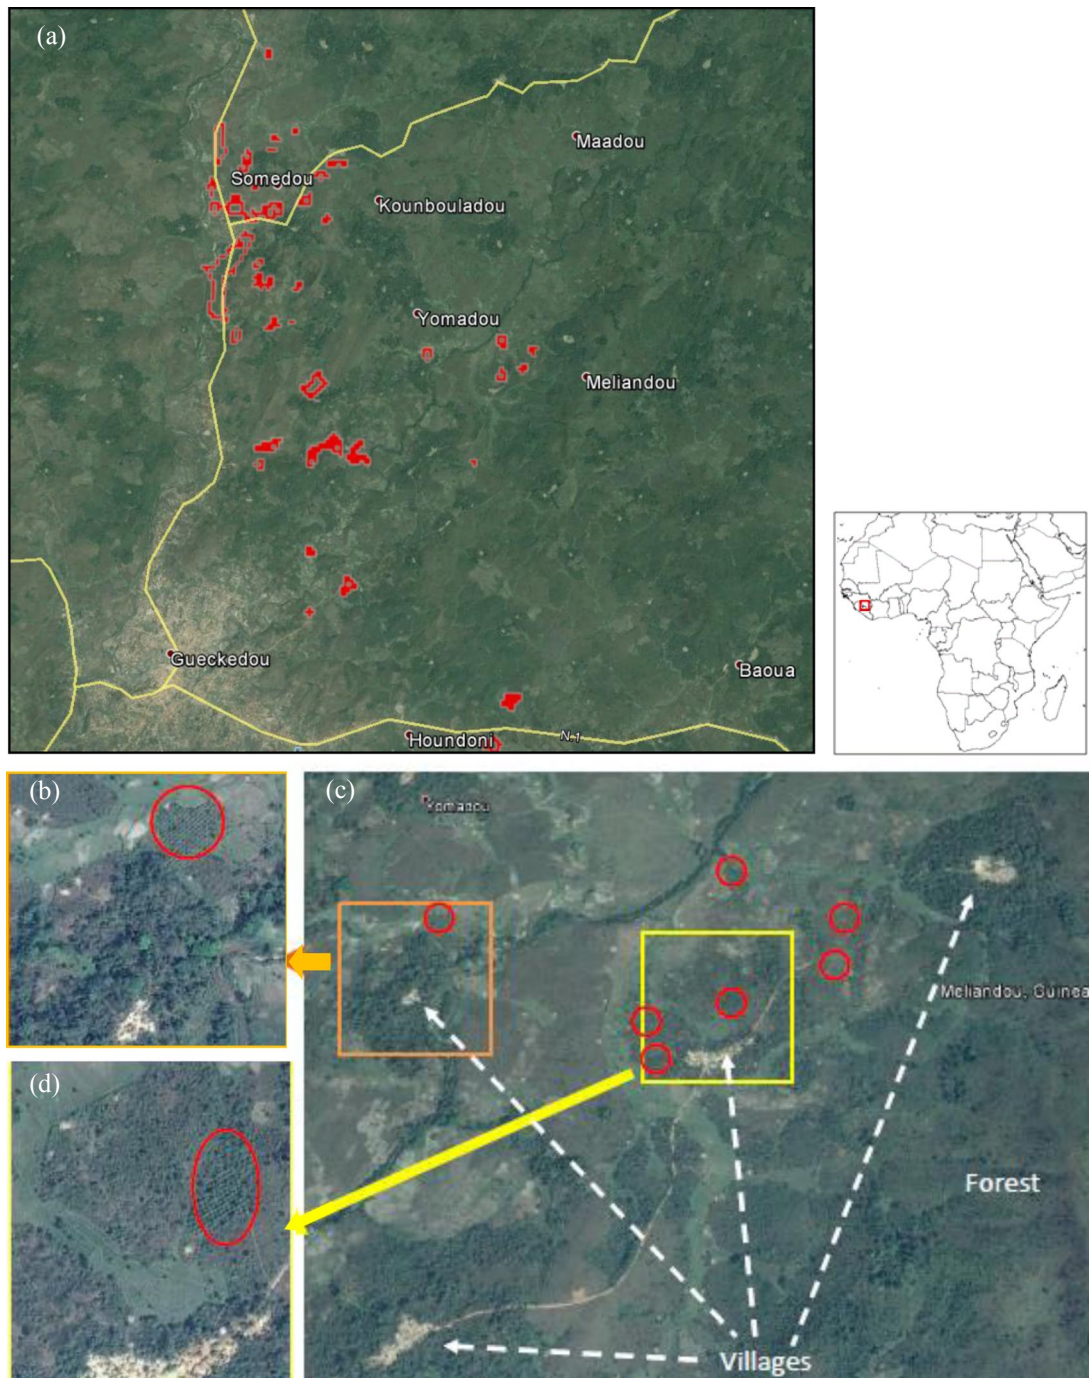 (a)
Maadou
Somedou
Kounbouladou
Yomadou
Meliandou
Gueckedou
Baoua
Houndoni
N.1
(b)
(c)
Yomadou
Meliandou, Guinea
(d)
Forest
Villages